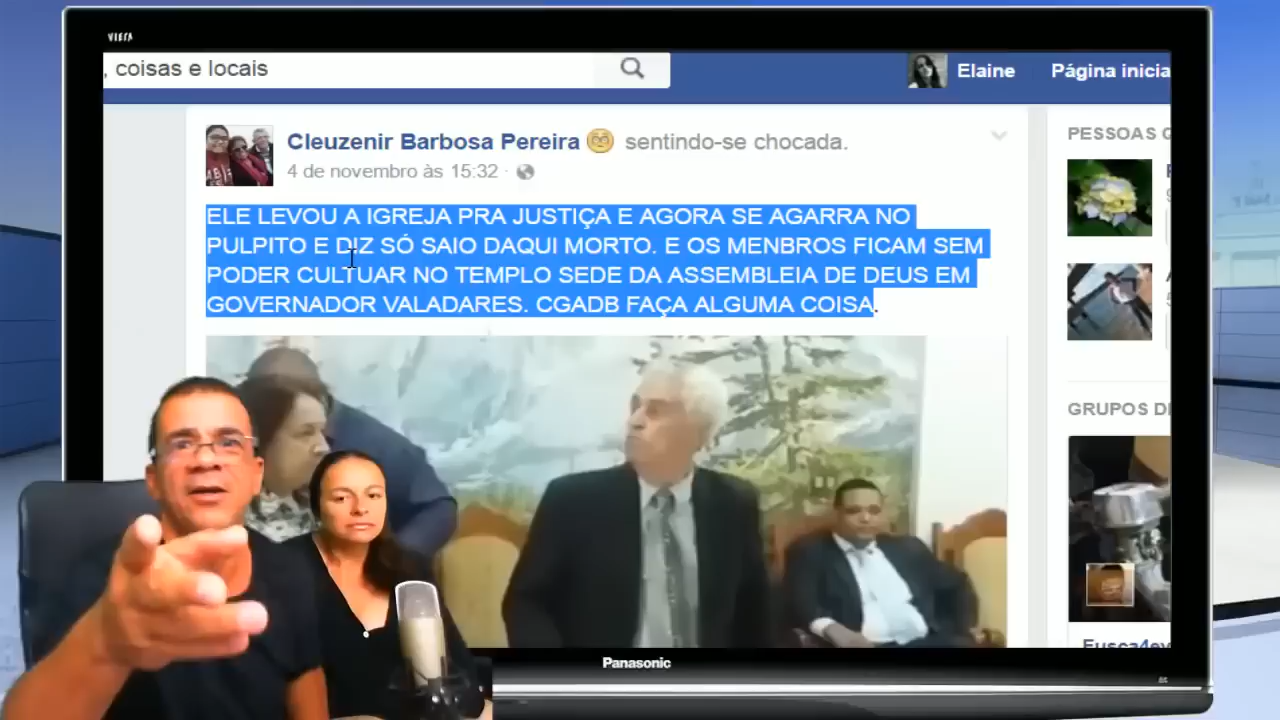 VIERA
, coisas e locais
Elaine
Página inicia
Cleuzenir Barbosa Pereira sentindo-se chocada.
4 de novembro às 15:32 ·
ELE LEVOU A IGREJA PRA JUSTIÇA E AGORA SE AGARRA NO
PULPITO E DIZ SÓ SAIO DAQUI MORTO. E OS MENBROS FICAM SEM
PODER CULTUAR NO TEMPLO SEDE DA ASSEMBLEIA DE DEUS EM
GOVERNADOR VALADARES. CGADB FAÇA ALGUMA COISA.
PESSOAS
GRUPOS
Panasonic